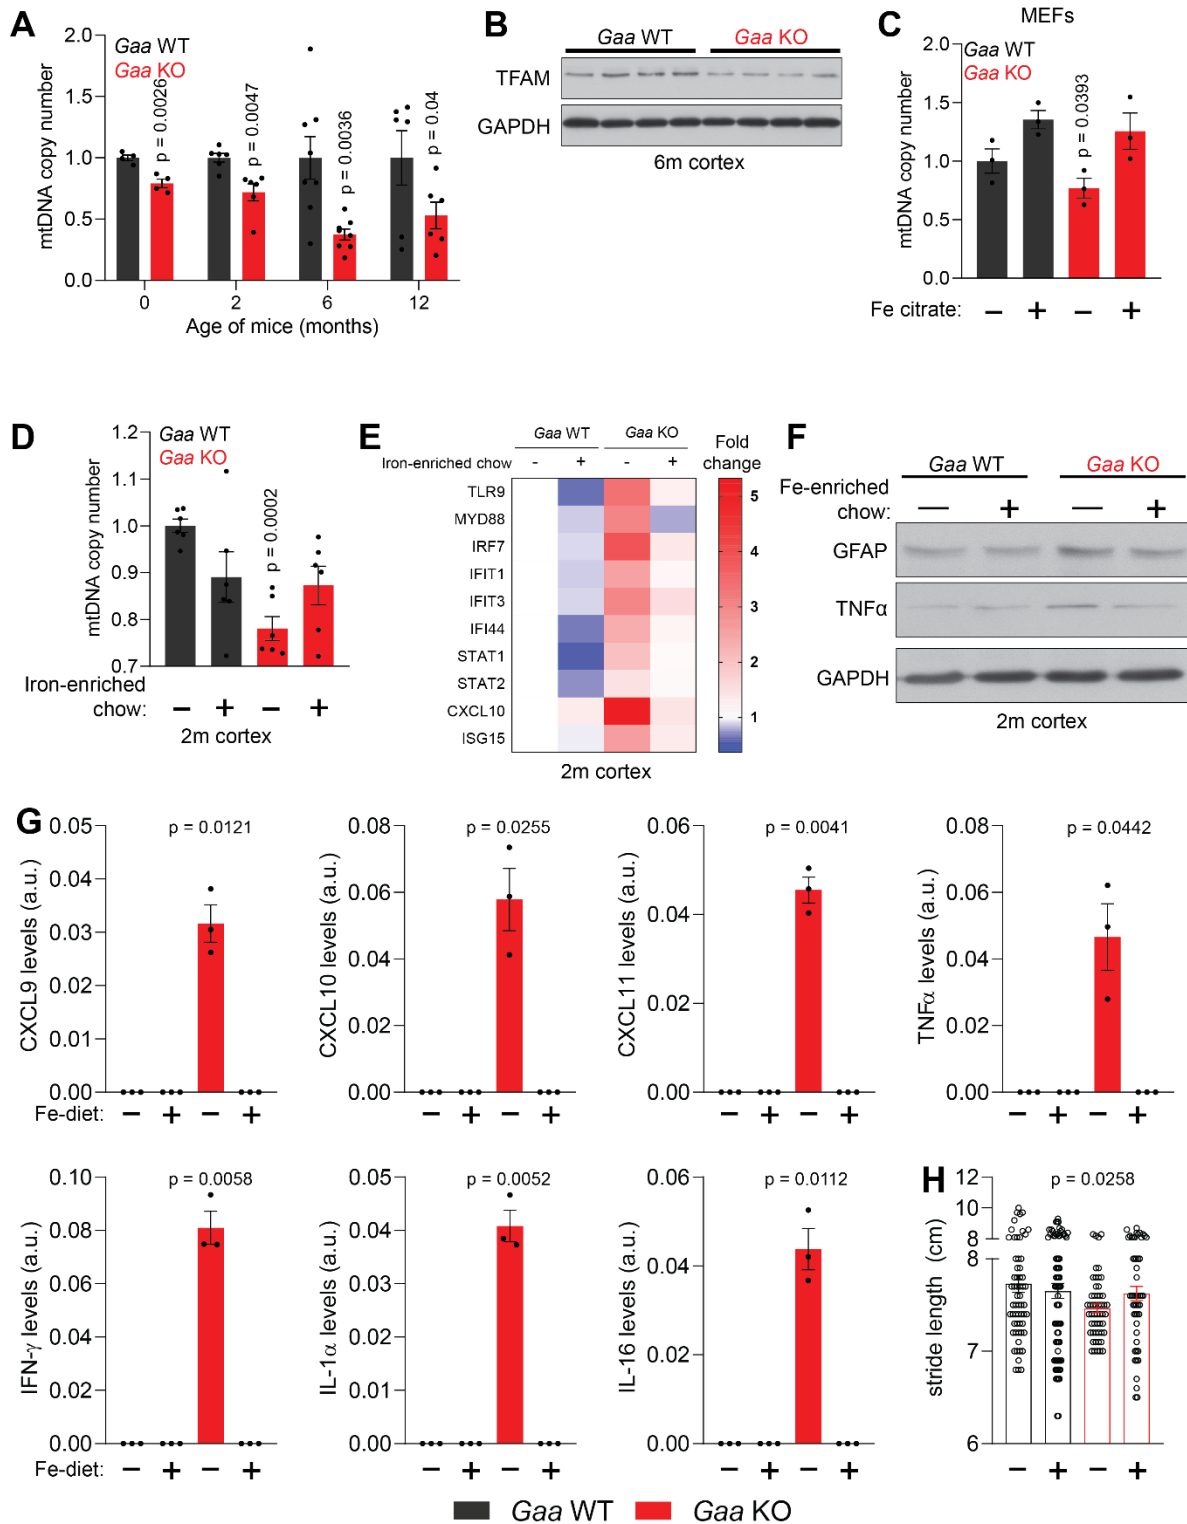 A
Gaa WT
Gaa KO
mtDNA copy number
2.0
1.5
1.0
0.5
0.0
p = 0.0026
p = 0.0047
p = 0.0036
p = 0.04
0 2 6 12
Age of mice (months)
B
Gaa WT Gaa KO
TFAM
GAPDH
6m cortex
C
MEFs
Gaa WT
Gaa KO
mtDNA copy number
2.0
1.5
1.0
0.5
0.0
p = 0.0393
Fe citrate: − + − +
D
Gaa WT
Gaa KO
mtDNA copy number
1.2
1.1
1.0
0.9
0.8
0.7
p = 0.0002
Iron-enriched
chow: − + − +
2m cortex
E
Gaa WT Gaa KO
Iron-enriched chow - + - +
TLR9
MYD88
IRF7
IFIT1
IFIT3
IFI44
STAT1
STAT2
CXCL10
ISG15
2m cortex
Fold
change
5
4
3
2
1
F
Gaa WT Gaa KO
Fe-enriched
chow: — + — +
GFAP
TNFα
GAPDH
2m cortex
G
CXCL9 levels (a.u.)
0.05
0.04
0.03
0.02
0.01
0.00
p = 0.0121
Fe-diet: − + − +
CXCL10 levels (a.u.)
0.08
0.06
0.04
0.02
0.00
p = 0.0255
− + − +
CXCL11 levels (a.u.)
0.06
0.04
0.02
0.00
p = 0.0041
− + − +
TNFα levels (a.u.)
0.08
0.06
0.04
0.02
0.00
p = 0.0442
− + − +
IFN-γ levels (a.u.)
0.10
0.08
0.06
0.04
0.02
0.00
p = 0.0058
Fe-diet: − + − +
IL-1α levels (a.u.)
0.05
0.04
0.03
0.02
0.01
0.00
p = 0.0052
− + − +
IL-16 levels (a.u.)
0.06
0.04
0.02
0.00
p = 0.0112
− + − +
H
stride length (cm)
12
10
8
8
7
6
p = 0.0258
− + − +
Gaa WT Gaa KO